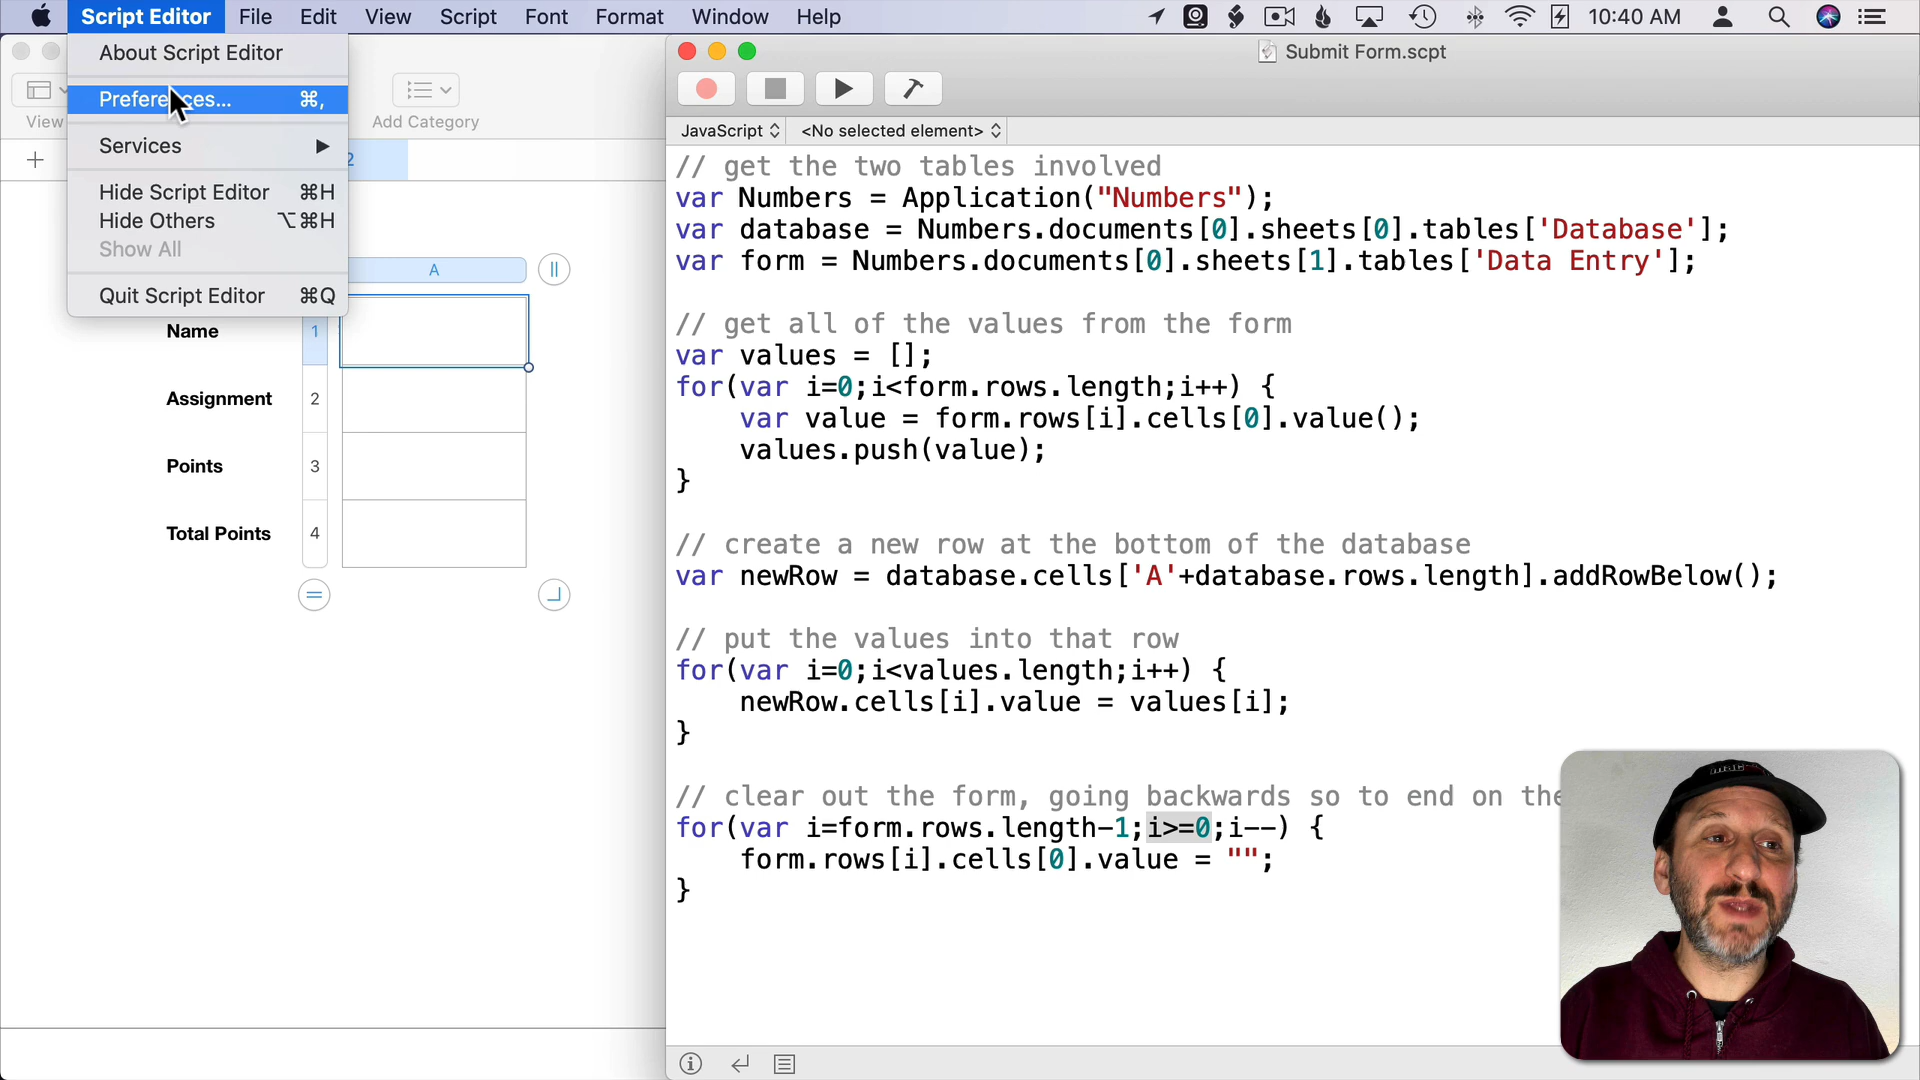 Script Editor File Edit View Script Font Format Window Help 10:40 AM
About Script Editor
Preferences... ⌘,
Services
Hide Script Editor ⌘H
Hide Others ⌥⌘H
Show All
Quit Script Editor ⌘Q
View
Add Category
2
A
Name 1
Assignment 2
Points 3
Total Points 4
Submit Form.scpt
JavaScript <No selected element>
// get the two tables involved
var Numbers = Application("Numbers");
var database = Numbers.documents[0].sheets[0].tables['Database'];
var form = Numbers.documents[0].sheets[1].tables['Data Entry'];
// get all of the values from the form
var values = [];
for(var i=0;i<form.rows.length;i++) {
var value = form.rows[i].cells[0].value();
values.push(value);
}
// create a new row at the bottom of the database
var newRow = database.cells['A'+database.rows.length].addRowBelow();
// put the values into that row
for(var i=0;i<values.length;i++) {
newRow.cells[i].value = values[i];
}
// clear out the form, going backwards so to end on the
for(var i=form.rows.length-1;i>=0;i--) {
form.rows[i].cells[0].value = "";
}